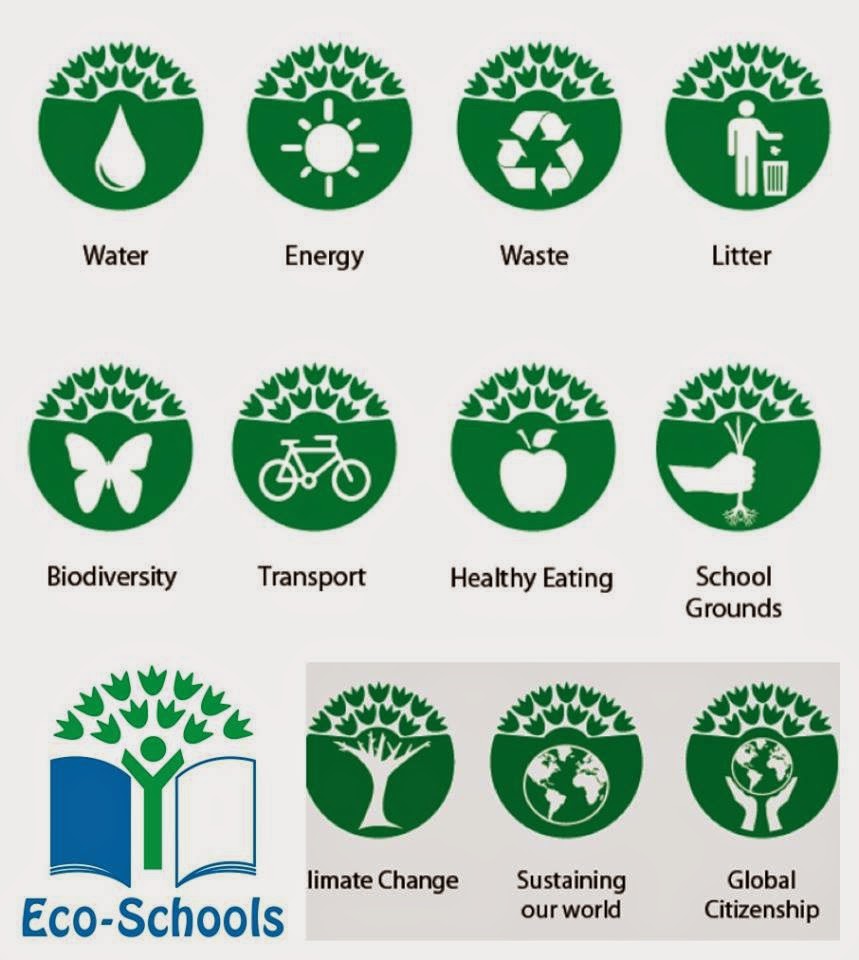 Water
Energy
Waste
Litter
Biodiversity
Transport
Healthy Eating
School
Grounds
Eco-Schools
limate Change
Sustaining
our world
Global
Citizenship